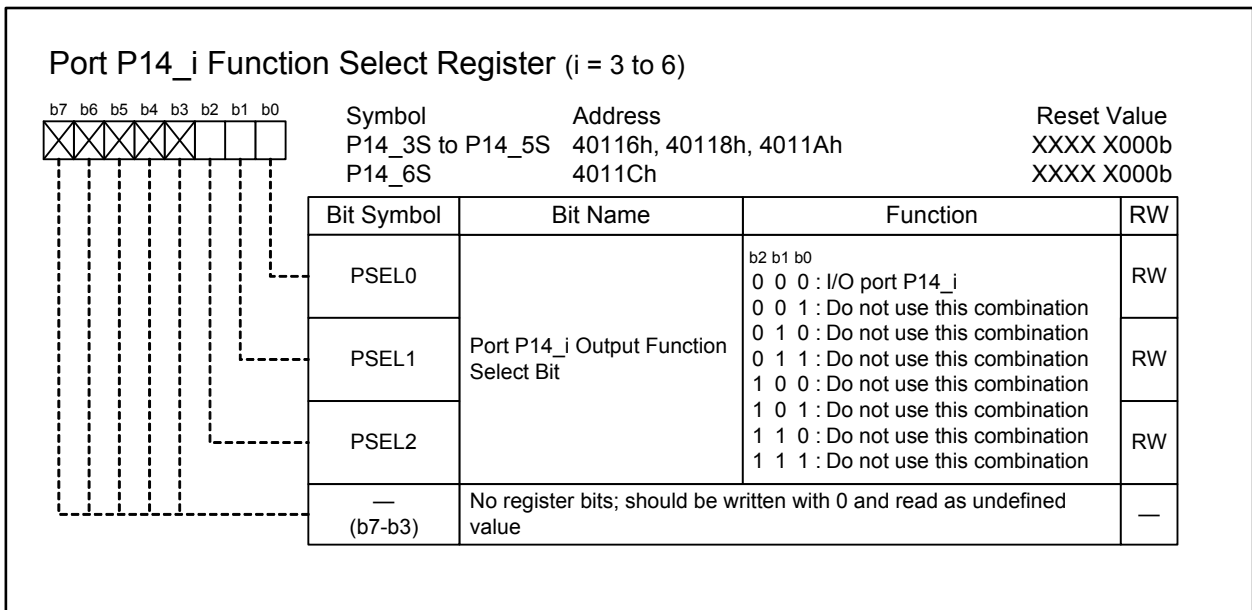 Port P14_i Function Select Register (i = 3 to 6)
b7 b6 b5 b4 b3 b2 b1 b0
Symbol Address Reset Value
P14_3S to P14_5S 40116h, 40118h, 4011Ah XXXX X000b
P14_6S 4011Ch XXXX X000b
Bit Symbol Bit Name Function RW
PSEL0
PSEL1
PSEL2
Port P14_i Output Function
Select Bit
b2 b1 b0
0 0 0 : I/O port P14_i
0 0 1 : Do not use this combination
0 1 0 : Do not use this combination
0 1 1 : Do not use this combination
1 0 0 : Do not use this combination
1 0 1 : Do not use this combination
1 1 0 : Do not use this combination
1 1 1 : Do not use this combination
RW
RW
RW
—
(b7-b3)
No register bits; should be written with 0 and read as undefined
value
—